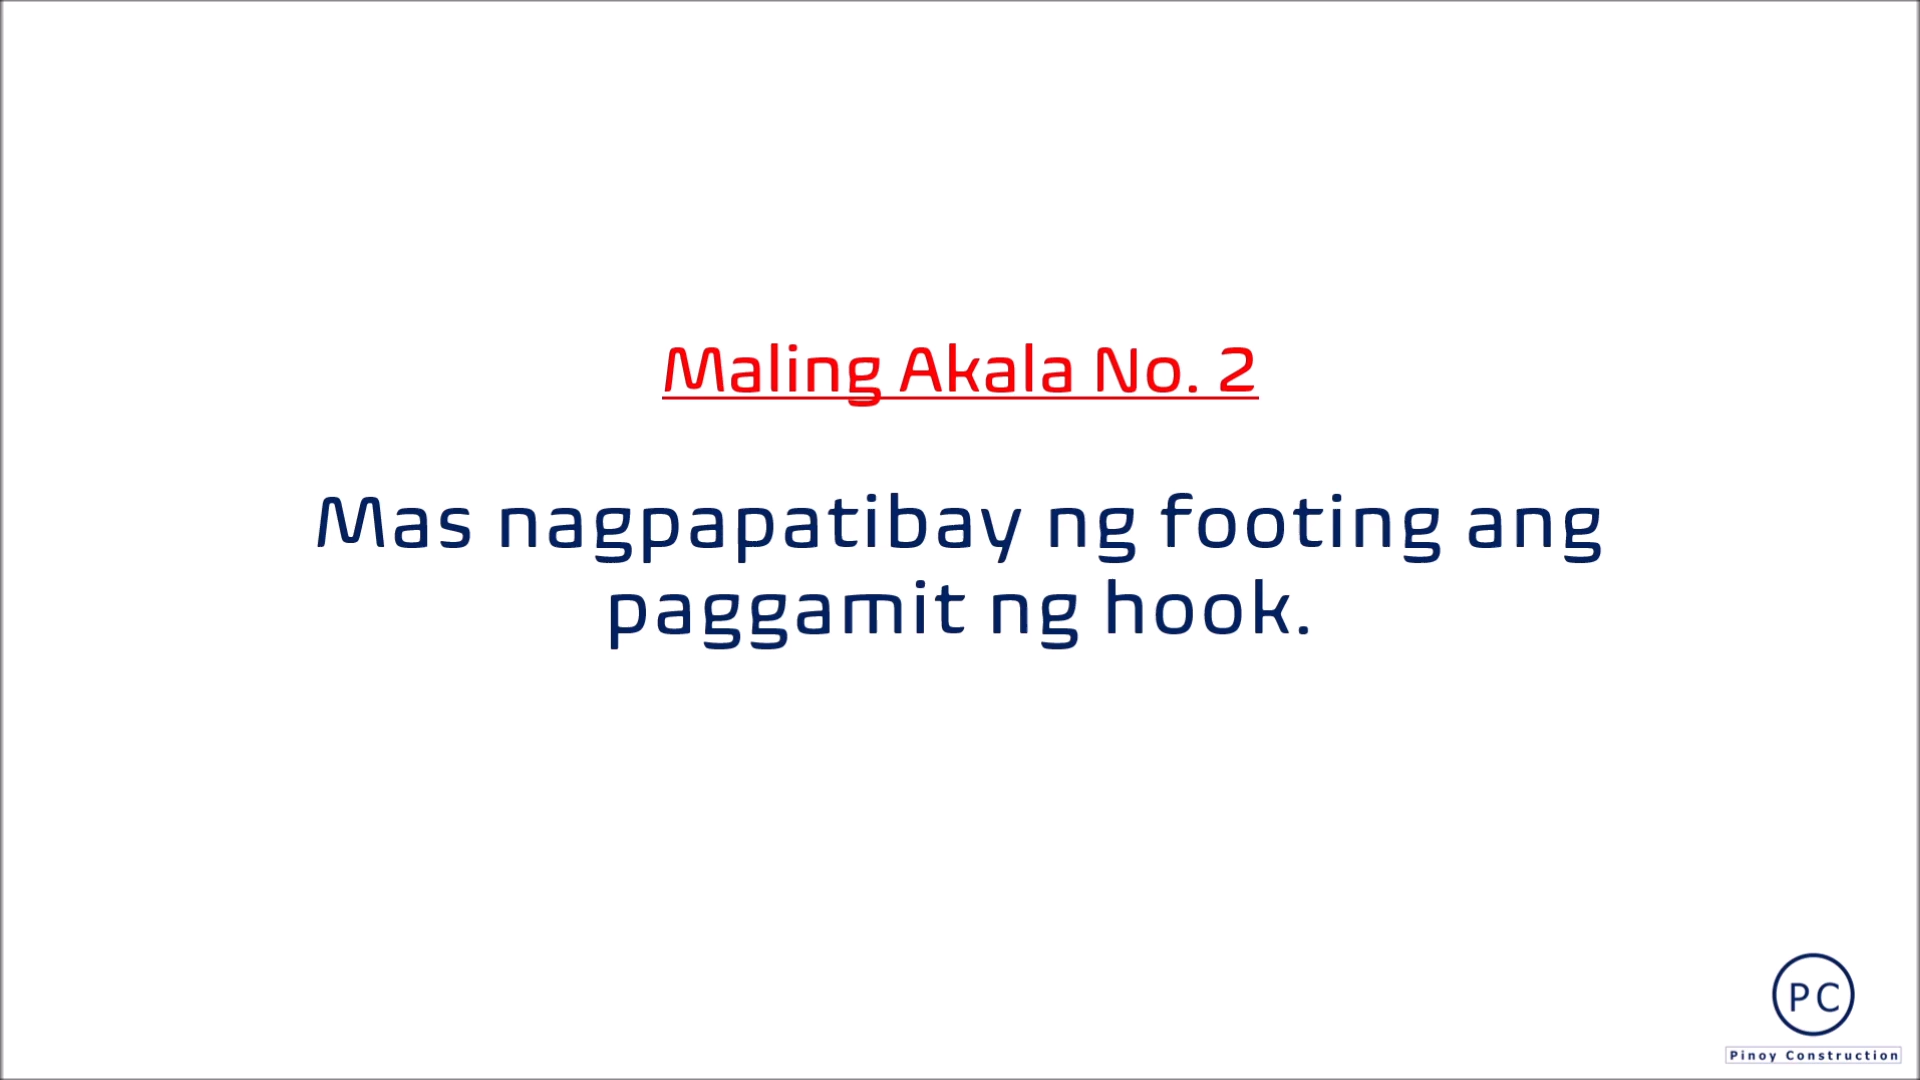 Maling Akala No. 2
Mas nagpapatibay ng footing ang
paggamit ng hook.
PC
Pinoy Construction